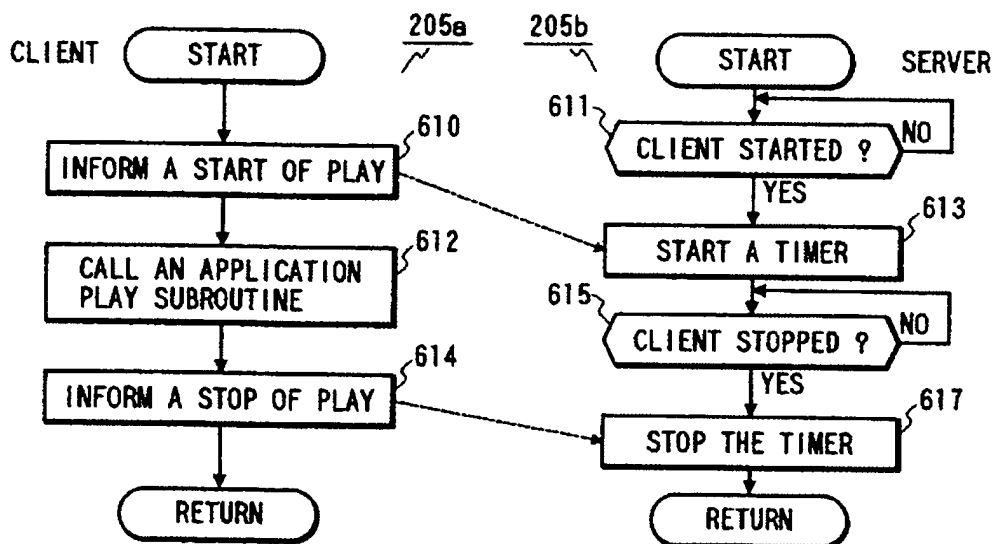 CLIENT
START
205a
610
INFORM A START OF PLAY
612
CALL AN APPLICATION
PLAY SUBROUTINE
614
INFORM A STOP OF PLAY
RETURN
205b
START
SERVER
611
CLIENT STARTED ?
NO
YES
613
START A TIMER
615
CLIENT STOPPED ?
NO
YES
617
STOP THE TIMER
RETURN